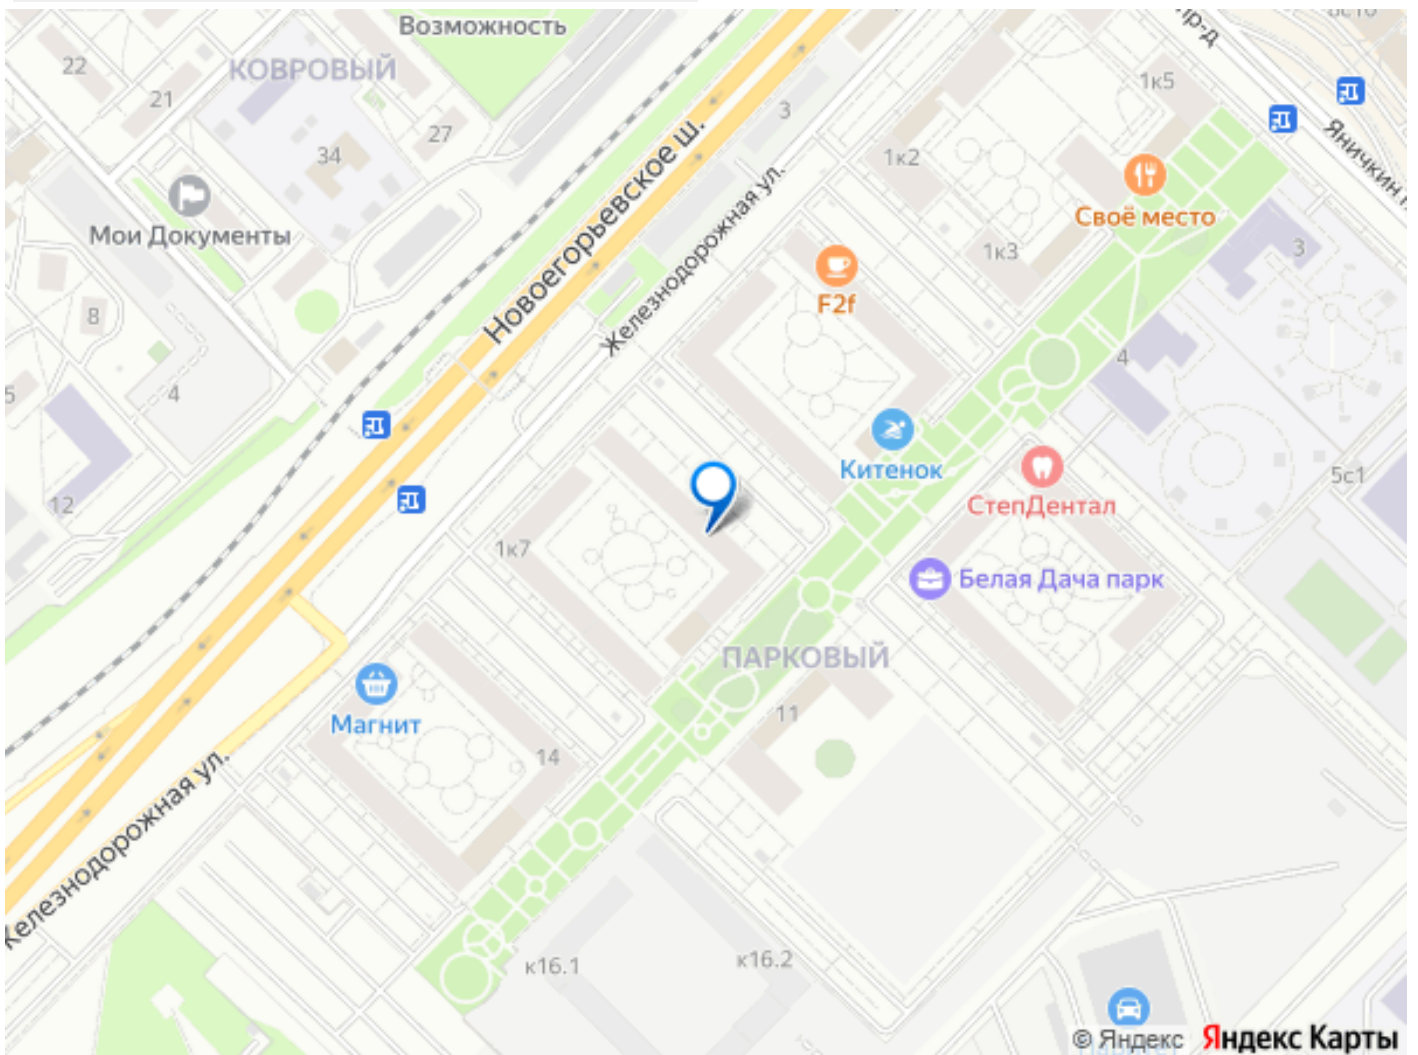 Возможность
22
КОВРОВЫЙ
21
27
34
3
1к5
пр-д
Яничкин п
1к2
Новоегорьевское ш.
Железнодорожная ул.
Своё место
Мои Документы
1к3
3
F2f
8
4
4
5
Китенок
СтепДентал
5с1
12
1к7
Белая Дача парк
ПАРКОВЫЙ
Магнит
11
14
Железнодорожная ул.
к16.1
к16.2
© Яндекс Яндекс Карты